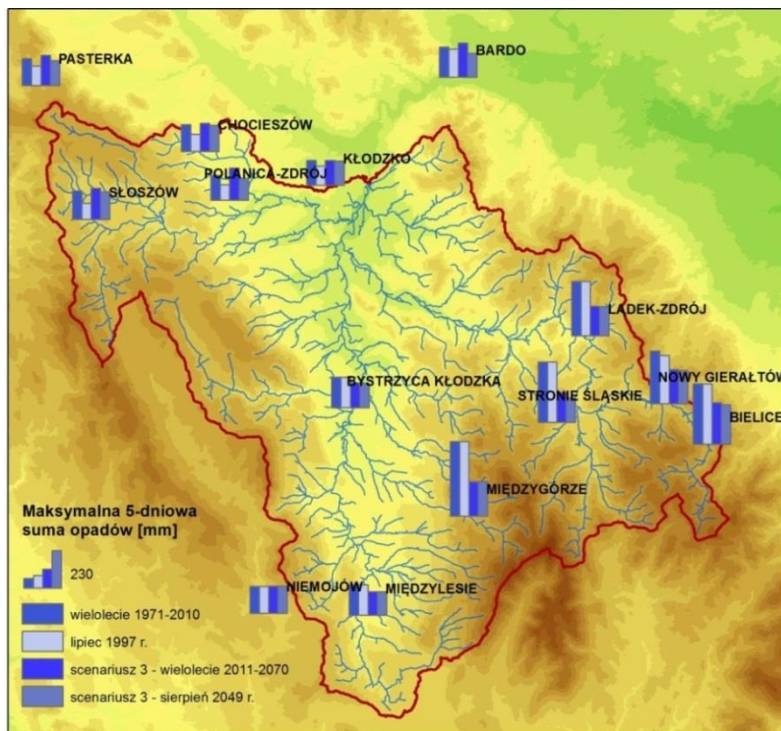 PASTERKA
BARDO
CHOCIESZÓW
KŁODZKO
POLANICA-ZDRÓJ
SŁOSZÓW
LĄDEK-ZDRÓJ
BYSTRZYCA KŁODZKA
NOWY GIERAŁTÓW
STRONIE ŚLĄSKIE
BIELICE
MIĘDZYGÓRZE
NIEMOJÓW
MIĘDZYLESIE
Maksymalna 5-dniowa
suma opadów [mm]
230
wielolecie 1971-2010
lipiec 1997 r.
scenariusz 3 - wielolecie 2011-2070
scenariusz 3 - sierpień 2049 r.